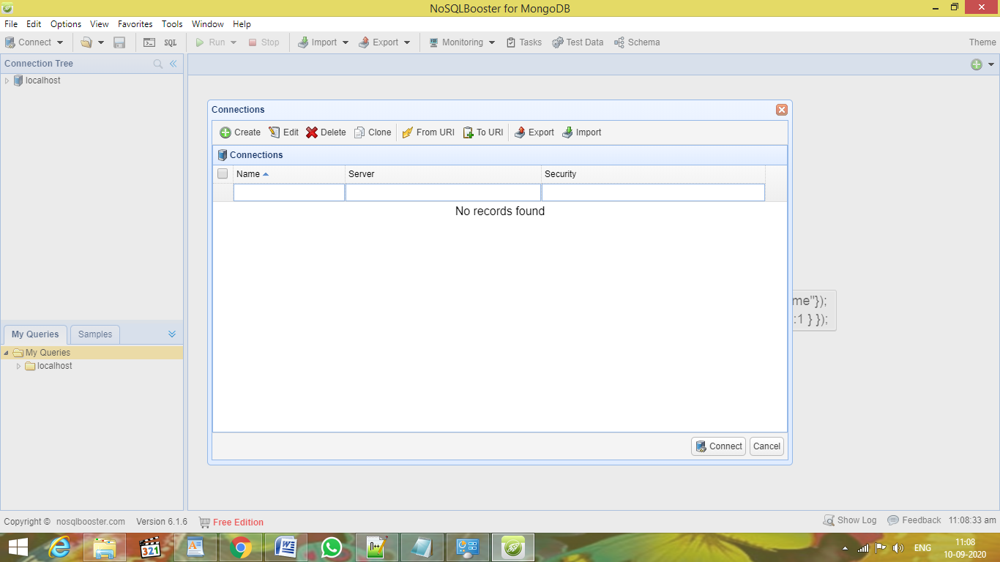 NoSQLBooster for MongoDB
File Edit Options View Favorites Tools Window Help
Connect SQL Run Stop Import Export Monitoring Tasks Test Data Schema Theme
Connection Tree
localhost
Connections
Create Edit Delete Clone From URI To URI Export Import
Connections
Name Server Security
No records found
me"});
:1 } });
My Queries Samples
My Queries
localhost
Connect Cancel
Copyright © nosqlbooster.com Version 6.1.6 Free Edition Show Log Feedback 11:08:33 am
321
ENG
11:08
10-09-2020